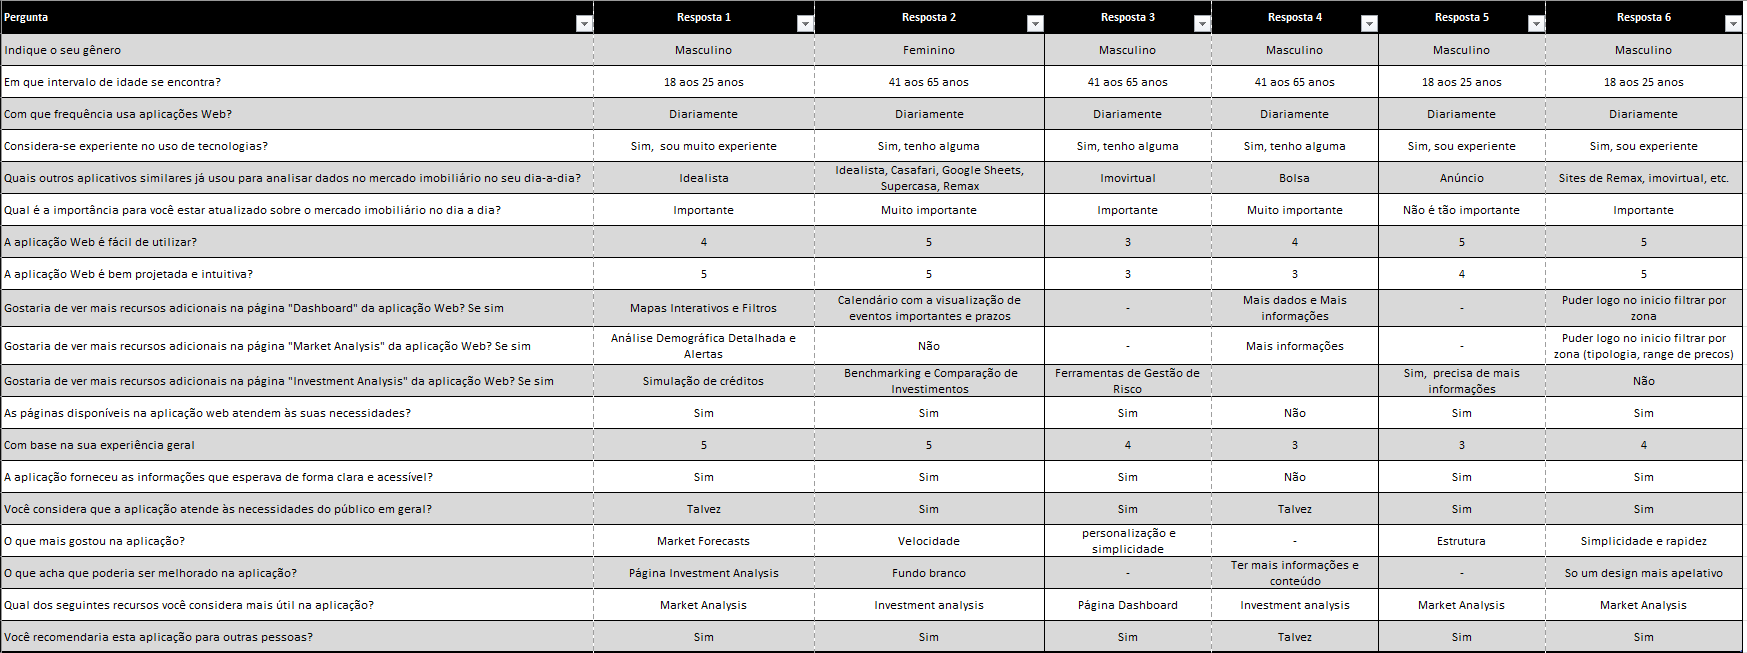 Pergunta Resposta 1 Resposta 2 Resposta 3 Resposta 4 Resposta 5 Resposta 6
Indique o seu gênero Masculino Feminino Masculino Masculino Masculino Masculino
Em que intervalo de idade se encontra? 18 aos 25 anos 41 aos 65 anos 41 aos 65 anos 41 aos 65 anos 18 aos 25 anos 18 aos 25 anos
Com que frequência usa aplicações Web? Diariamente Diariamente Diariamente Diariamente Diariamente Diariamente
Considera-se experiente no uso de tecnologias? Sim, sou muito experiente Sim, tenho alguma Sim, tenho alguma Sim, tenho alguma Sim, sou experiente Sim, sou experiente
Quais outros aplicativos similares já usou para analisar dados no mercado imobiliário no seu dia-a-dia? Idealista Idealista, Casafari, Google Sheets, Supercasa, Remax Imovirtual Bolsa Anúncio Sites de Remax, imovirtual, etc.
Qual é a importância para você estar atualizado sobre o mercado imobiliário no dia a dia? Importante Muito importante Importante Muito importante Não é tão importante Importante
A aplicação Web é fácil de utilizar? 4 5 3 4 5 5
A aplicação Web é bem projetada e intuitiva? 5 5 3 3 4 5
Gostaria de ver mais recursos adicionais na página "Dashboard" da aplicação Web? Se sim Mapas Interativos e Filtros Calendário com a visualização de eventos importantes e prazos - Mais dados e Mais informações - Puder logo no inicio filtrar por zona
Gostaria de ver mais recursos adicionais na página "Market Analysis" da aplicação Web? Se sim Análise Demográfica Detalhada e Alertas Não - Mais informações - Puder logo no inicio filtrar por zona (tipologia, range de precos)
Gostaria de ver mais recursos adicionais na página "Investment Analysis" da aplicação Web? Se sim Simulação de créditos Benchmarking e Comparação de Investimentos Ferramentas de Gestão de Risco Sim, precisa de mais informações Não
As páginas disponíveis na aplicação web atendem às suas necessidades? Sim Sim Sim Não Sim Sim
Com base na sua experiência geral 5 5 4 3 3 4
A aplicação forneceu as informações que esperava de forma clara e acessível? Sim Sim Sim Não Sim Sim
Você considera que a aplicação atende às necessidades do público em geral? Talvez Sim Sim Talvez Sim Sim
O que mais gostou na aplicação? Market Forecasts Velocidade personalização e simplicidade - Estrutura Simplicidade e rapidez
O que acha que poderia ser melhorado na aplicação? Página Investment Analysis Fundo branco - Ter mais informações e conteúdo - So um design mais apelativo
Qual dos seguintes recursos você considera mais útil na aplicação? Market Analysis Investment analysis Página Dashboard Investment analysis Market Analysis Market Analysis
Você recomendaria esta aplicação para outras pessoas? Sim Sim Sim Talvez Sim Sim